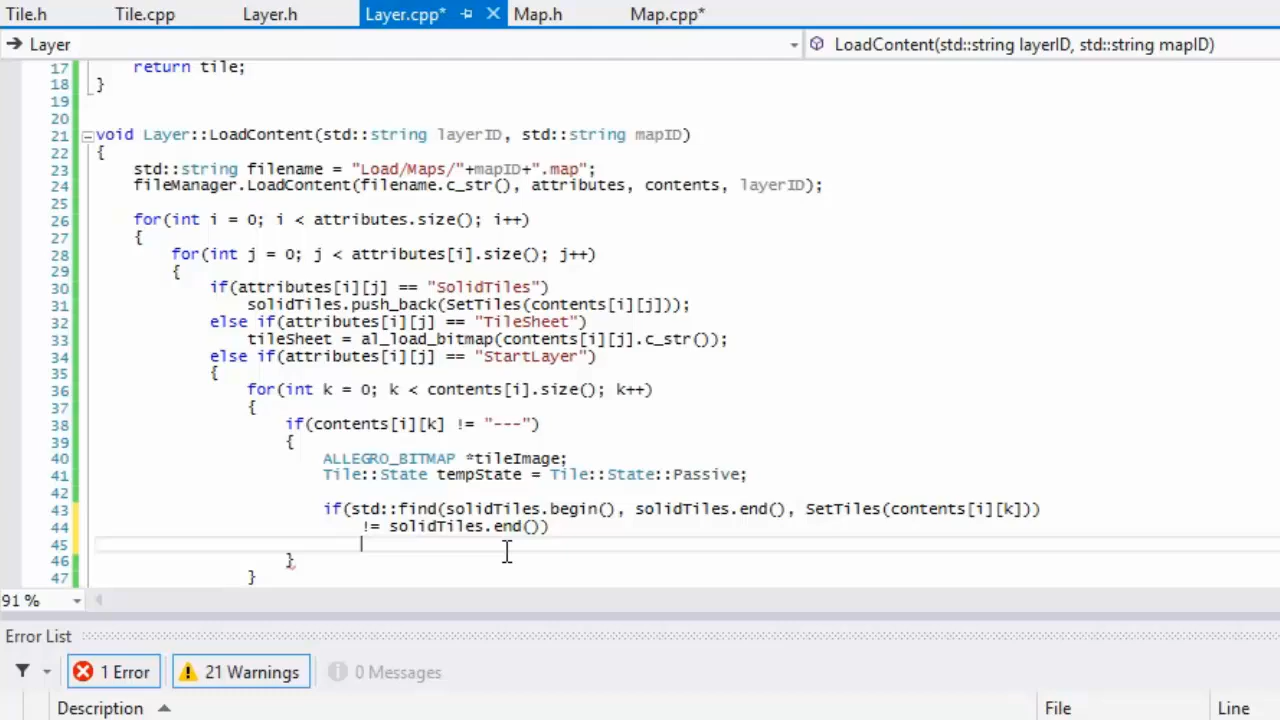 Tile.h Tile.cpp Layer.h Layer.cpp* Map.h Map.cpp*
Layer LoadContent(std::string layerID, std::string mapID)
17 return tile;
18 }
19
20
21 void Layer::LoadContent(std::string layerID, std::string mapID)
22 {
23 std::string filename = "Load/Maps/"+mapID+".map";
24 fileManager.LoadContent(filename.c_str(), attributes, contents, layerID);
25
26 for(int i = 0; i < attributes.size(); i++)
27 {
28 for(int j = 0; j < attributes[i].size(); j++)
29 {
30 if(attributes[i][j] == "SolidTiles")
31 solidTiles.push_back(SetTiles(contents[i][j]));
32 else if(attributes[i][j] == "TileSheet")
33 tileSheet = al_load_bitmap(contents[i][j].c_str());
34 else if(attributes[i][j] == "StartLayer")
35 {
36 for(int k = 0; k < contents[i].size(); k++)
37 {
38 if(contents[i][k] != "---")
39 {
40 ALLEGRO_BITMAP *tileImage;
41 Tile::State tempState = Tile::State::Passive;
42
43 if(std::find(solidTiles.begin(), solidTiles.end(), SetTiles(contents[i][k]))
44 != solidTiles.end())
45
46 }
47 }
91 %
Error List
1 Error 21 Warnings 0 Messages
Description File Line